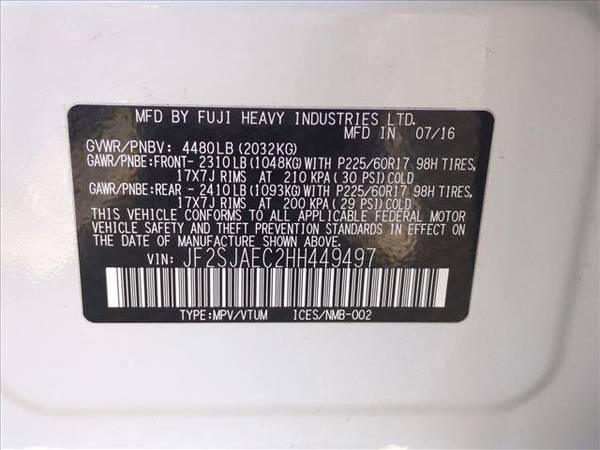 MFD BY FUJI HEAVY INDUSTRIES LTD.
MFD IN 07/16
GVWR/PNBV: 4480LB(2032KG)
GAWR/PNBE:FRONT-2310LB(1048KG)WITH P225/60R17 98H TIRES,
17X7J RIMS AT 210 KPA(30 PSI)COLD
GAWR/PNBE:REAR -2410LB(1093KG)WITH P225/60R17 98H TIRES,
17X7J RIMS AT 200 KPA(29 PSI)COLD
THIS VEHICLE CONFORMS TO ALL APPLICABLE FEDERAL MOTOR
VEHICLE SAFETY AND THEFT PREVENTION STANDARDS IN EFFECT
ON THE DATE OF MANUFACTURE SHOWN ABOVE.
VIN: JF2SJAEC2HH449497
TYPE:MPV/VTUM ICES/NMB-002